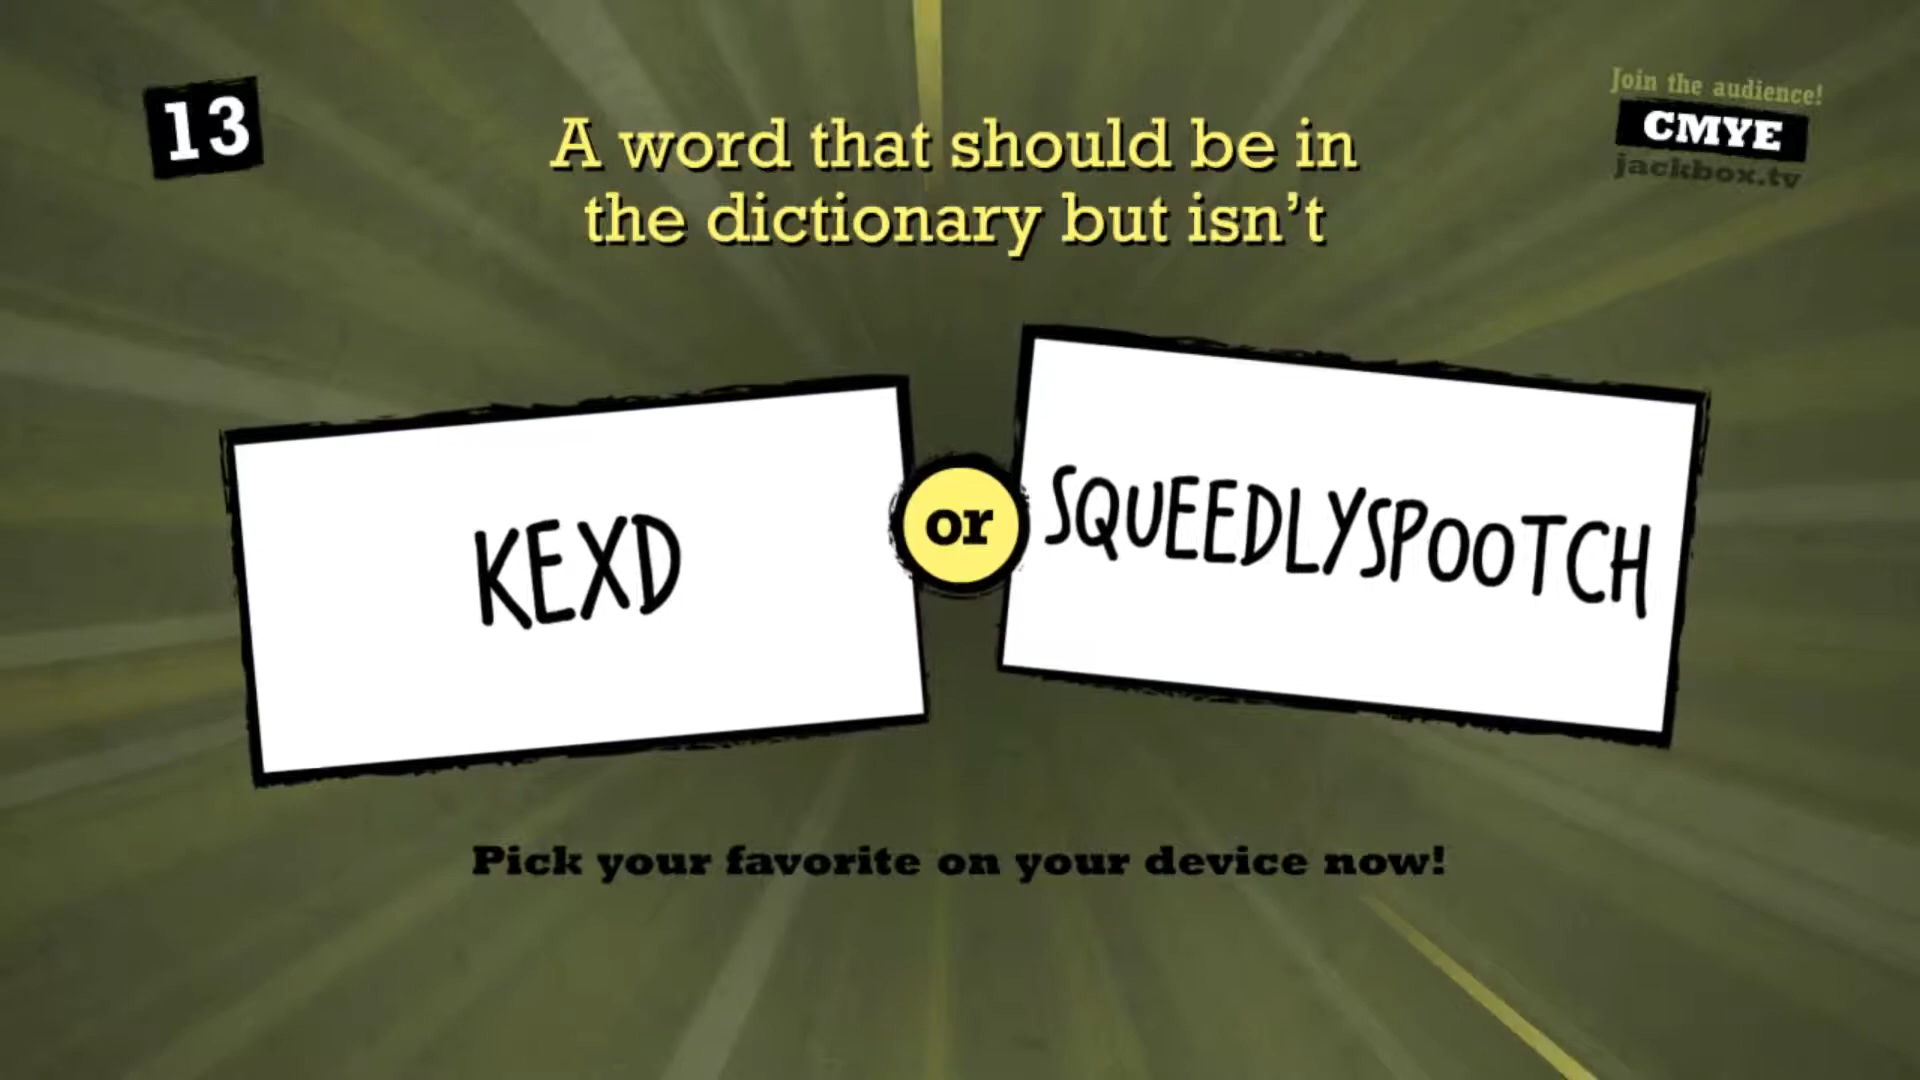 13
Join the audience!
CMYE
jackbox.tv
A word that should be in
the dictionary but isn't
KEXD
or
SQUEEDLYSPOOTCH
Pick your favorite on your device now!